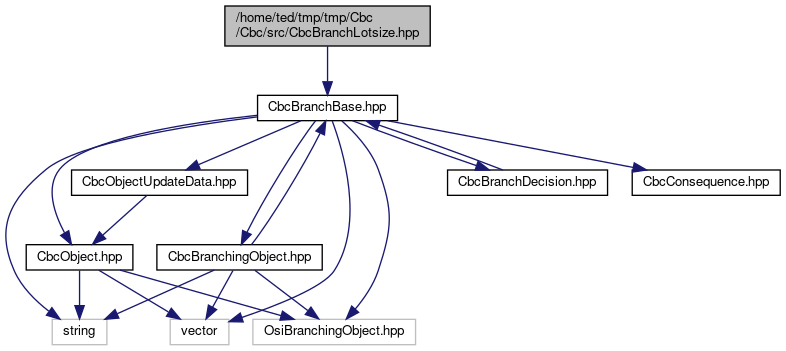 /home/ted/tmp/tmp/Cbc
/Cbc/src/CbcBranchLotsize.hpp
CbcBranchBase.hpp
CbcObjectUpdateData.hpp
CbcBranchDecision.hpp
CbcConsequence.hpp
CbcObject.hpp
CbcBranchingObject.hpp
string
vector
OsiBranchingObject.hpp